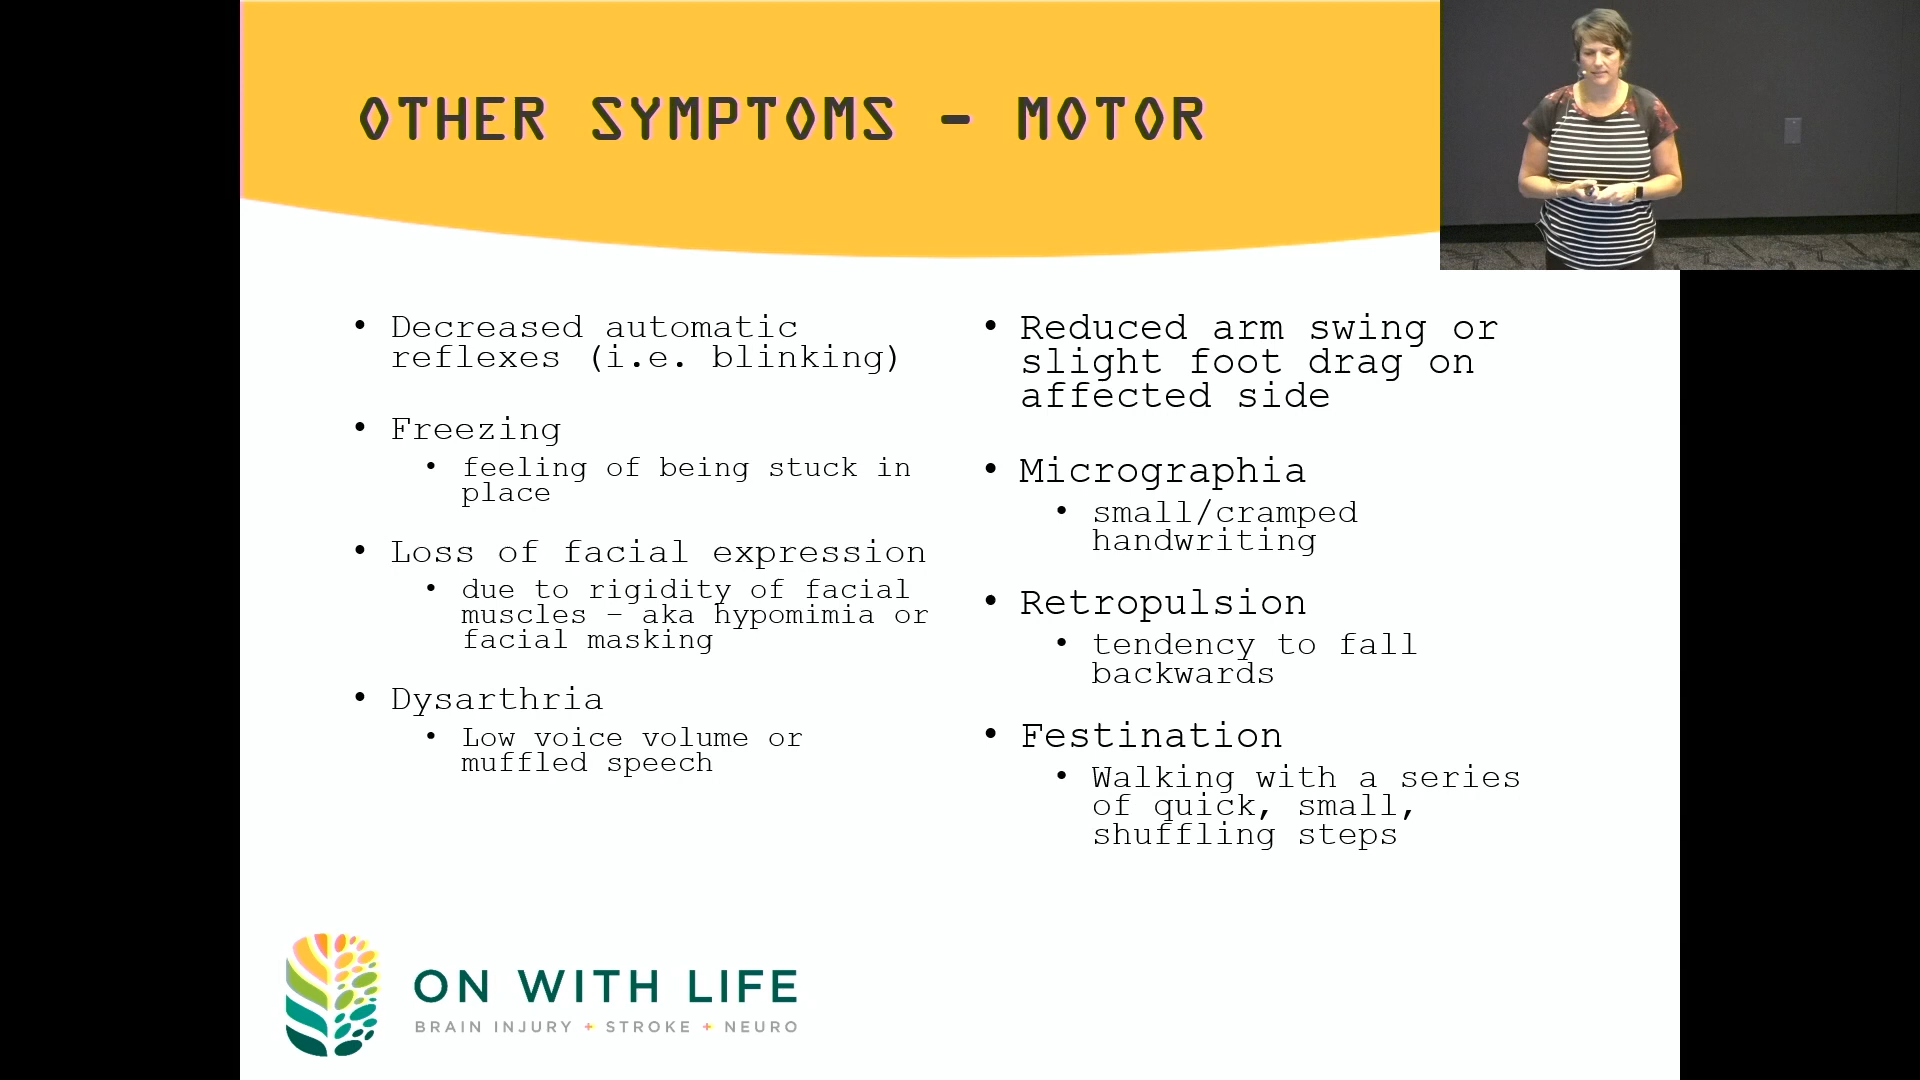 OTHER SYMPTOMS - MOTOR
• Decreased automatic
reflexes (i.e. blinking)
• Freezing
• feeling of being stuck in
place
• Loss of facial expression
• due to rigidity of facial
muscles – aka hypomimia or
facial masking
• Dysarthria
• Low voice volume or
muffled speech
• Reduced arm swing or
slight foot drag on
affected side
• Micrographia
• small/cramped
handwriting
• Retropulsion
• tendency to fall
backwards
• Festination
• Walking with a series
of quick, small,
shuffling steps
ON WITH LIFE
BRAIN INJURY + STROKE + NEURO